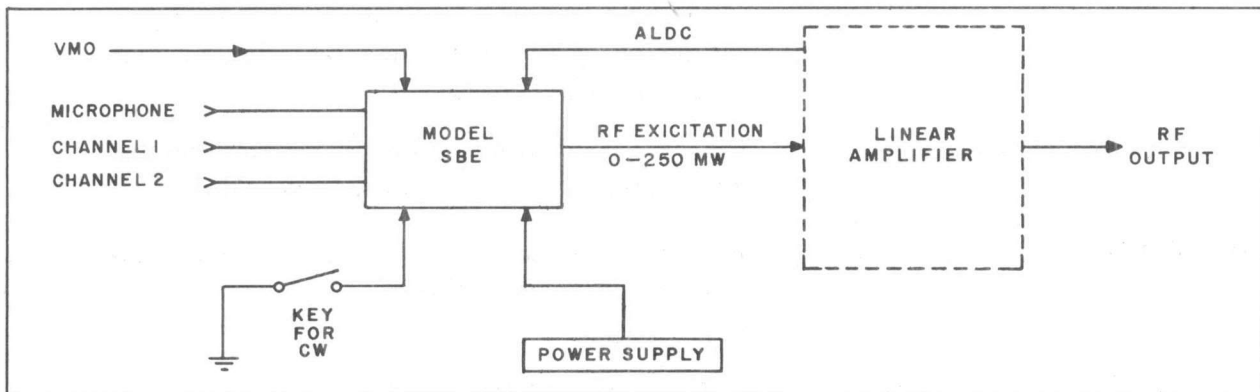 VMO
ALDC
MICROPHONE
CHANNEL 1
CHANNEL 2
MODEL
SBE
RF EXICITATION
0-250 MW
LINEAR
AMPLIFIER
RF
OUTPUT
KEY
FOR
CW
POWER SUPPLY